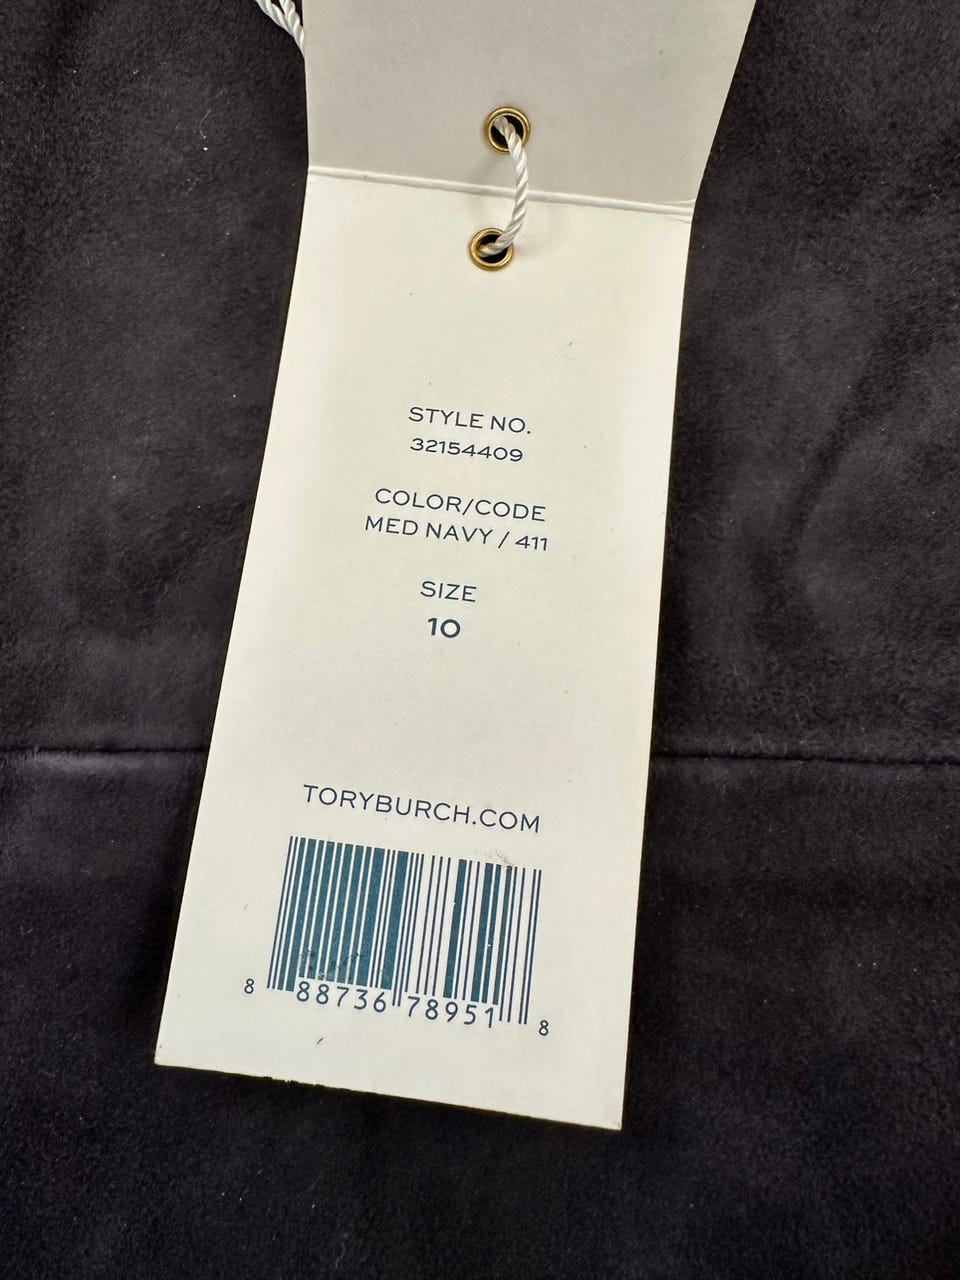 STYLE NO.
32154409
COLOR/CODE
MED NAVY / 411
SIZE
10
TORYBURCH.COM
8 88736 78951 8